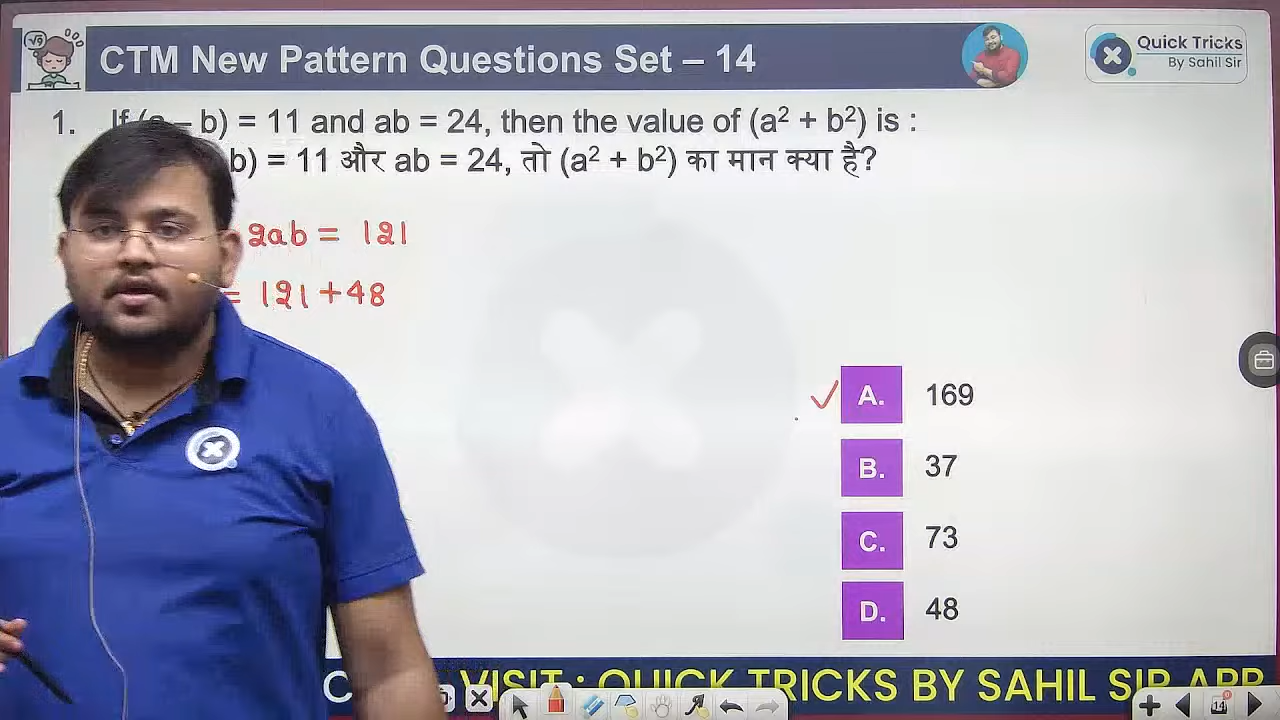 CTM New Pattern Questions Set – 14
Quick Tricks
By Sahil Sir
1. If (a – b) = 11 and ab = 24, then the value of (a² + b²) is :
b) = 11 और ab = 24, तो (a² + b²) का मान क्या है?
2ab = 121
= 121 + 48
A. 169
B. 37
C. 73
D. 48
VISIT : QUICK TRICKS BY SAHIL SIR APP
14